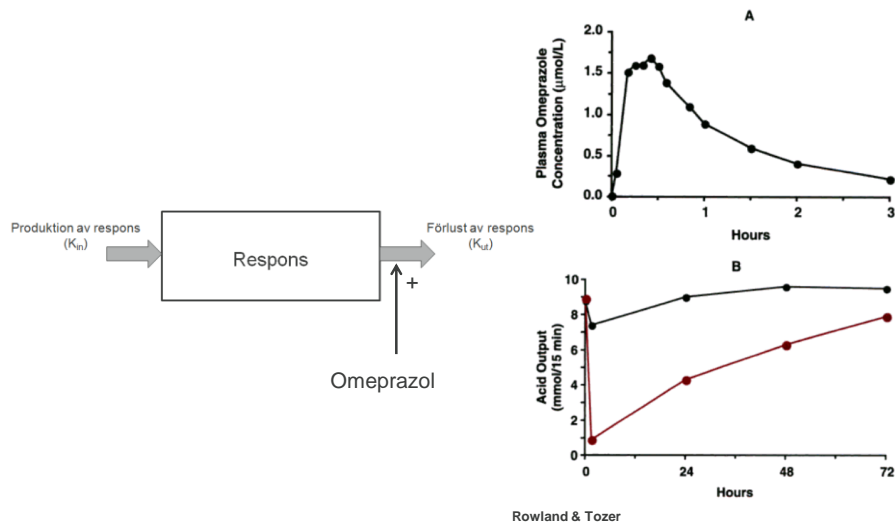 Produktion av respons
(Kin)
Respons
Förlust av respons
(Kut)
+
Omeprazol
A
Plasma Omeprazole
Concentration (μmol/L)
2.0
1.5
1.0
0.5
0.0
0
1
2
3
Hours
B
Acid Output
(mmol/15 min)
10
8
6
4
2
0
0
24
48
72
Hours
Rowland & Tozer